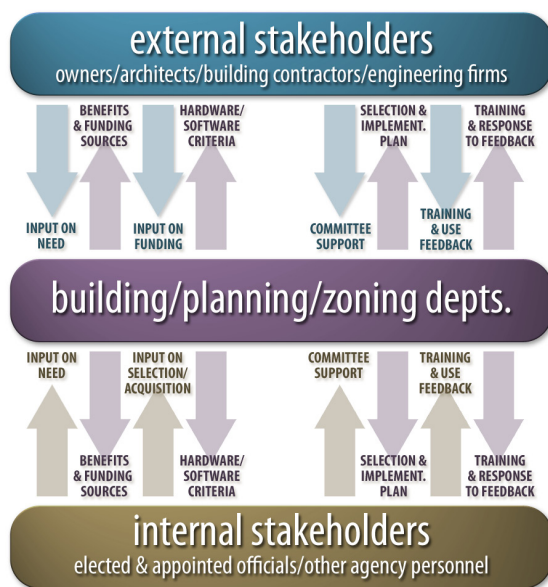 external stakeholders
owners/architects/building contractors/engineering firms
BENEFITS
& FUNDING
SOURCES
HARDWARE/
SOFTWARE
CRITERIA
SELECTION &
IMPLEMENT.
PLAN
TRAINING
& RESPONSE
TO FEEDBACK
INPUT ON
NEED
INPUT ON
FUNDING
COMMITTEE
SUPPORT
TRAINING
& USE
FEEDBACK
building/planning/zoning depts.
INPUT ON
NEED
INPUT ON
SELECTION/
ACQUISITION
COMMITTEE
SUPPORT
TRAINING
& USE
FEEDBACK
BENEFITS
& FUNDING
SOURCES
HARDWARE/
SOFTWARE
CRITERIA
SELECTION &
IMPLEMENT.
PLAN
TRAINING
& RESPONSE
TO FEEDBACK
internal stakeholders
elected & appointed officials/other agency personnel